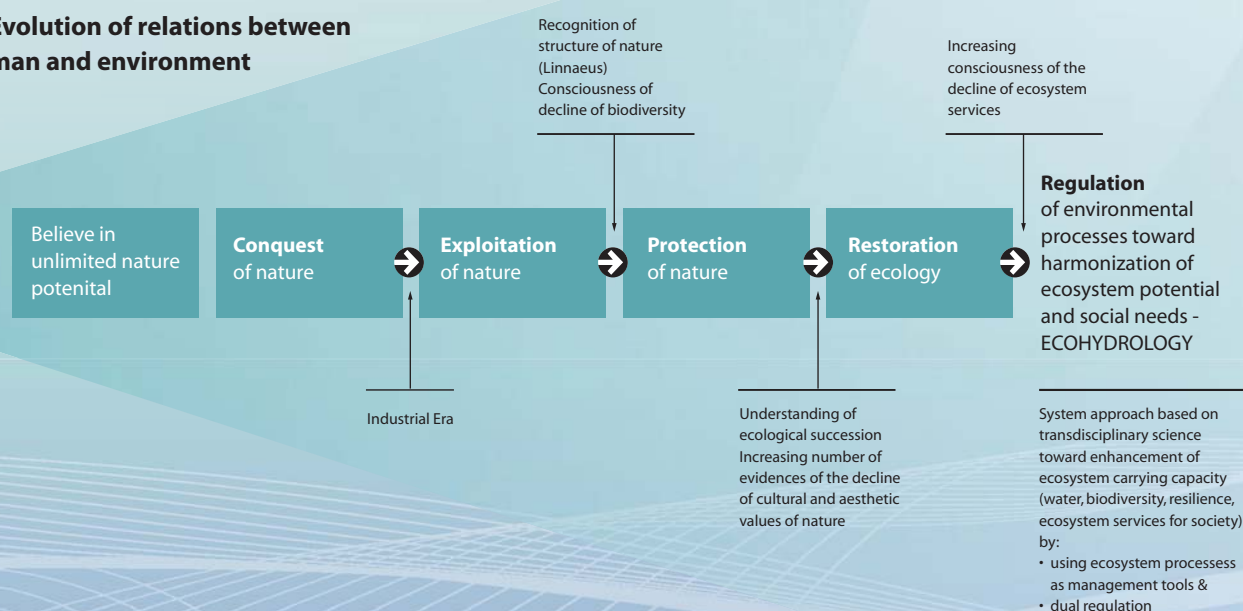 Evolution of relations between
man and environment
Recognition of
structure of nature
(Linnaeus)
Consciousness of
decline of biodiversity
Increasing
consciousness of the
decline of ecosystem
services
Believe in
unlimited nature
potenital
Conquest
of nature
Exploitation
of nature
Protection
of nature
Restoration
of ecology
Regulation
of environmental
processes toward
harmonization of
ecosystem potential
and social needs -
ECOHYDROLOGY
Industrial Era
Understanding of
ecological succession
Increasing number of
evidences of the decline
of cultural and aesthetic
values of nature
System approach based on
transdisciplinary science
toward enhancement of
ecosystem carrying capacity
(water, biodiversity, resilience,
ecosystem services for society)
by:
• using ecosystem processess
as management tools &
• dual regulation